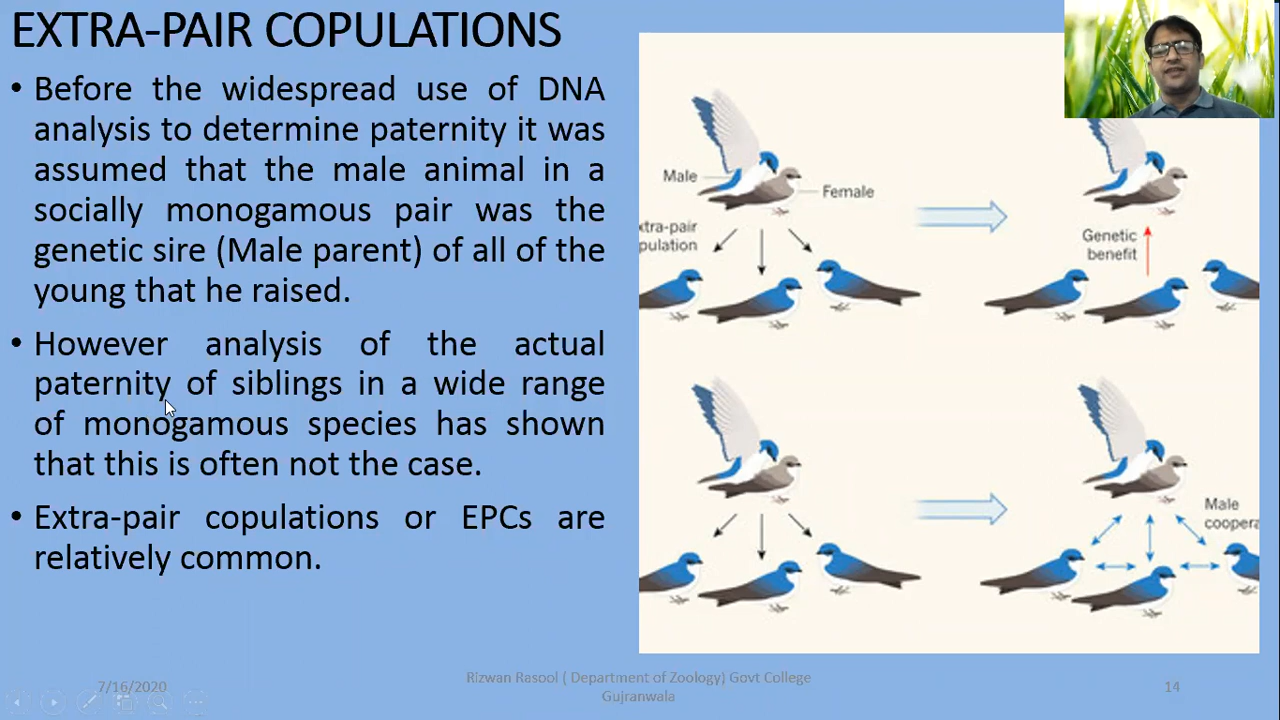 EXTRA-PAIR COPULATIONS
• Before the widespread use of DNA
analysis to determine paternity it was
assumed that the male animal in a
socially monogamous pair was the
genetic sire (Male parent) of all of the
young that he raised.
• However analysis of the actual
paternity of siblings in a wide range
of monogamous species has shown
that this is often not the case.
• Extra-pair copulations or EPCs are
relatively common.
Male
Female
xtra-pair
pulation
Genetic
benefit
Male
coopera
7/16/2020
Rizwan Rasool ( Department of Zoology) Govt College
Gujranwala
14